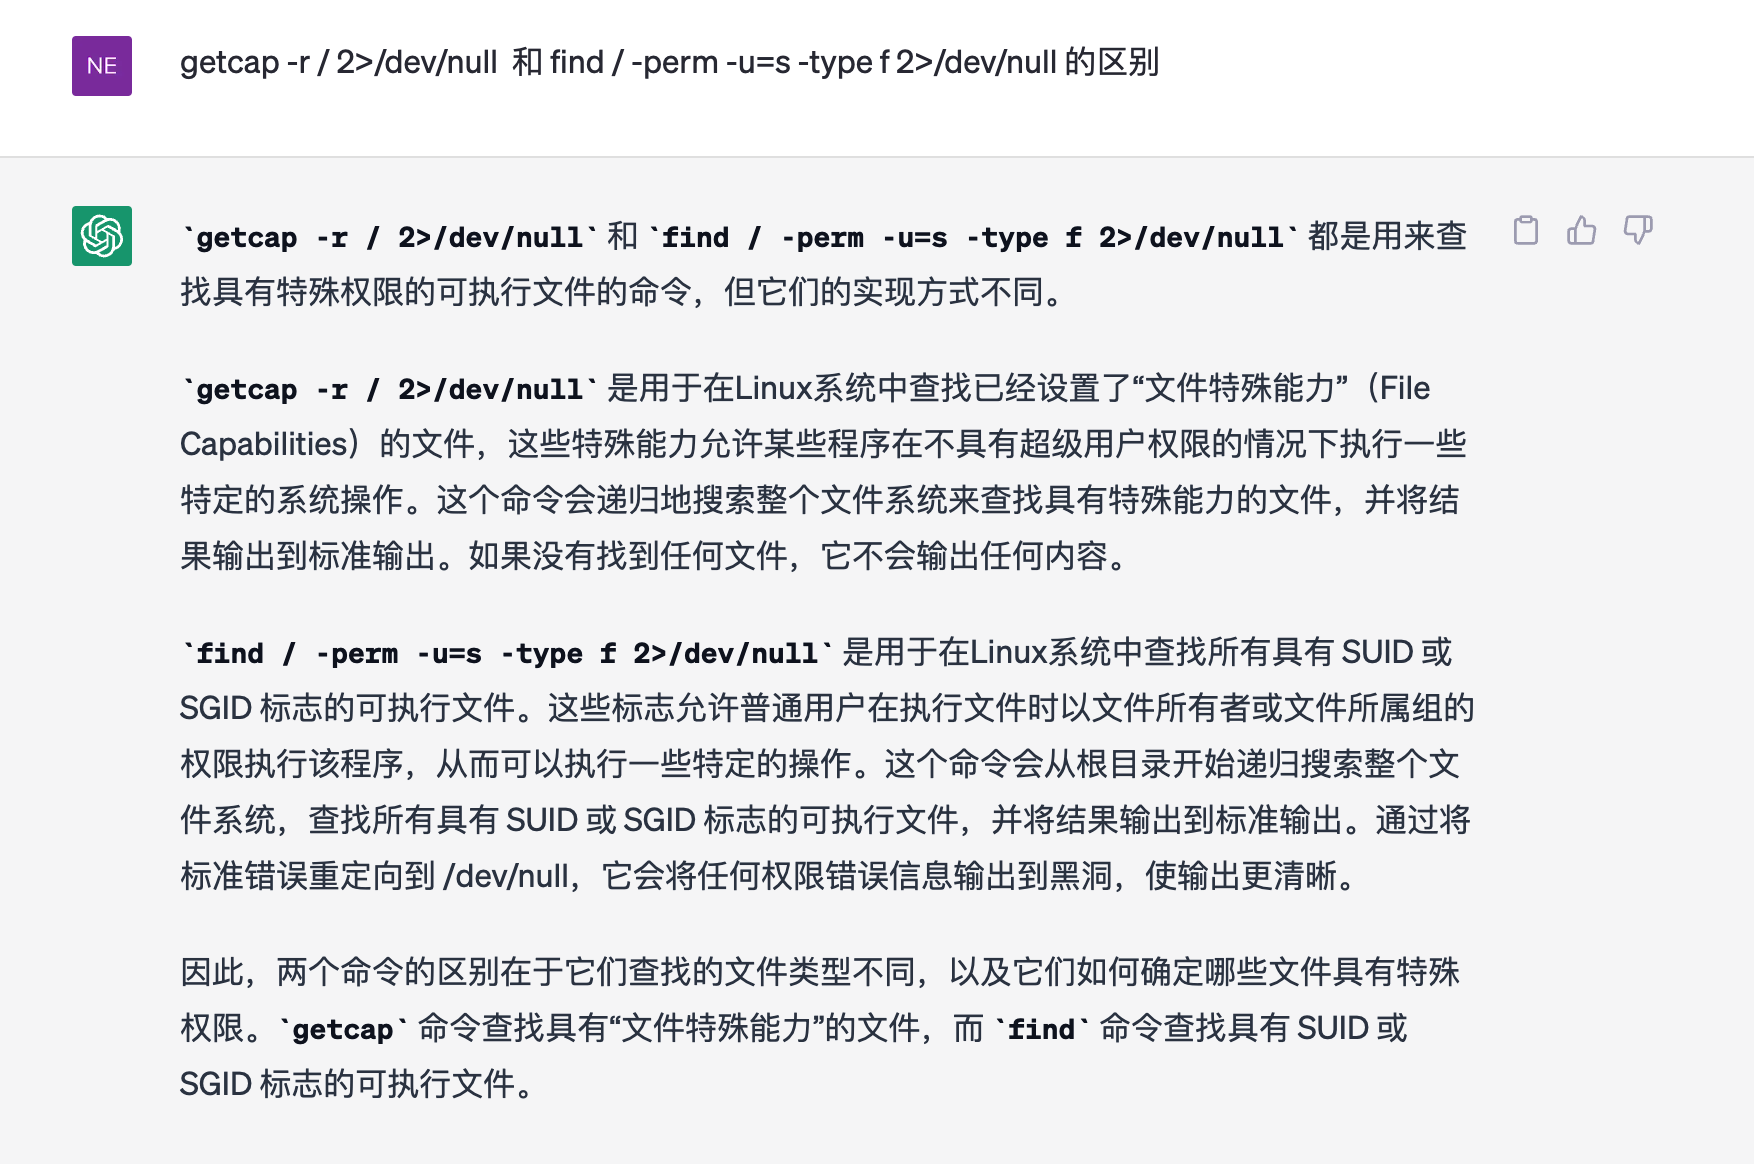 NE
getcap -r / 2>/dev/null 和 find / -perm -u=s -type f 2>/dev/null 的区别
`getcap -r / 2>/dev/null` 和 `find / -perm -u=s -type f 2>/dev/null` 都是用来查
找具有特殊权限的可执行文件的命令，但它们的实现方式不同。
`getcap -r / 2>/dev/null` 是用于在Linux系统中查找已经设置了“文件特殊能力”（File
Capabilities）的文件，这些特殊能力允许某些程序在不具有超级用户权限的情况下执行一些
特定的系统操作。这个命令会递归地搜索整个文件系统来查找具有特殊能力的文件，并将结
果输出到标准输出。如果没有找到任何文件，它不会输出任何内容。
`find / -perm -u=s -type f 2>/dev/null` 是用于在Linux系统中查找所有具有 SUID 或
SGID 标志的可执行文件。这些标志允许普通用户在执行文件时以文件所有者或文件所属组的
权限执行该程序，从而可以执行一些特定的操作。这个命令会从根目录开始递归搜索整个文
件系统，查找所有具有 SUID 或 SGID 标志的可执行文件，并将结果输出到标准输出。通过将
标准错误重定向到 /dev/null，它会将任何权限错误信息输出到黑洞，使输出更清晰。
因此，两个命令的区别在于它们查找的文件类型不同，以及它们如何确定哪些文件具有特殊
权限。`getcap` 命令查找具有“文件特殊能力”的文件，而 `find` 命令查找具有 SUID 或
SGID 标志的可执行文件。